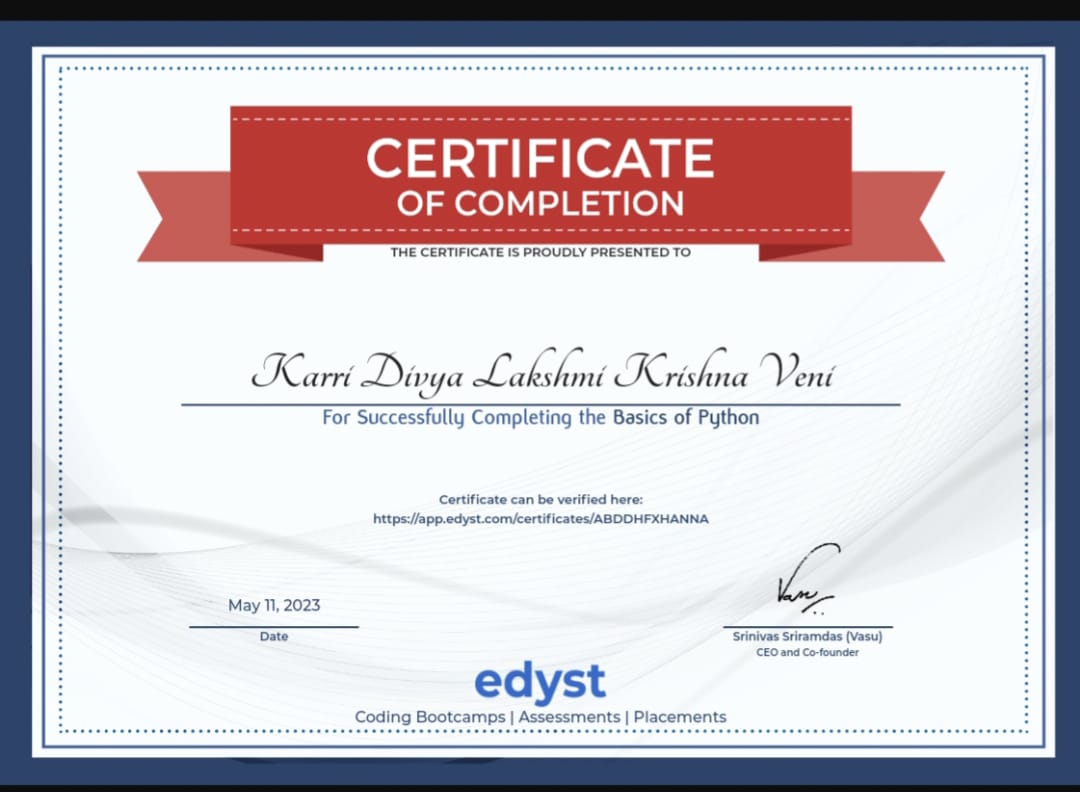 CERTIFICATE
OF COMPLETION
THE CERTIFICATE IS PROUDLY PRESENTED TO
Karri Divya Lakshmi Krishna Veni
For Successfully Completing the Basics of Python
Certificate can be verified here:
https://app.edyst.com/certificates/ABDDHFXHANNA
May 11, 2023
Date
Vasu
Srinivas Sriramdas (Vasu)
CEO and Co-founder
edyst
Coding Bootcamps | Assessments | Placements